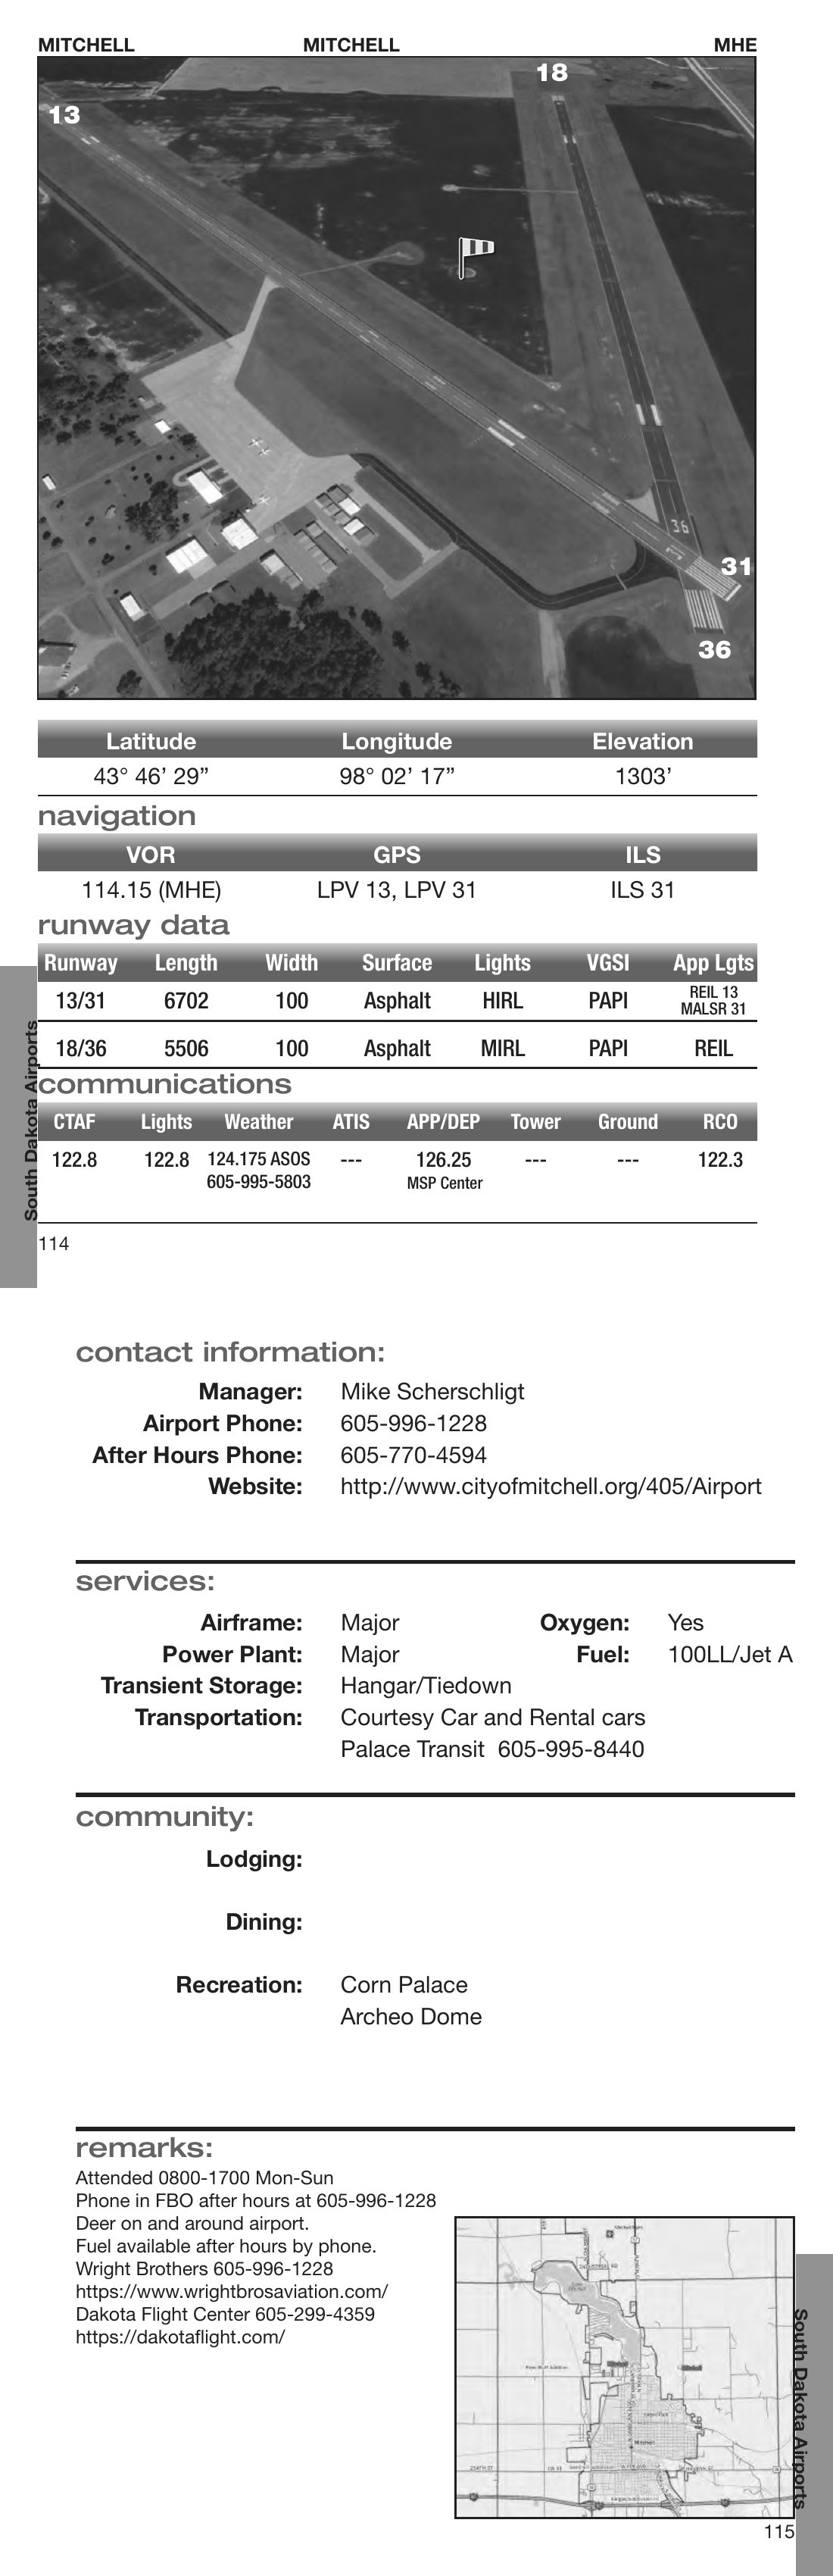 MITCHELL MITCHELL MHE
18
13
36
31
36
Latitude Longitude Elevation
43° 46’ 29” 98° 02’ 17” 1303’
navigation
VOR GPS ILS
114.15 (MHE) LPV 13, LPV 31 ILS 31
runway data
Runway Length Width Surface Lights VGSI App Lgts
13/31 6702 100 Asphalt HIRL PAPI REIL 13
MALSR 31
18/36 5506 100 Asphalt MIRL PAPI REIL
communications
CTAF Lights Weather ATIS APP/DEP Tower Ground RCO
122.8 122.8 124.175 ASOS --- 126.25 --- --- 122.3
605-995-5803 MSP Center
South Dakota Airports
114
contact information:
Manager: Mike Scherschligt
Airport Phone: 605-996-1228
After Hours Phone: 605-770-4594
Website: http://www.cityofmitchell.org/405/Airport
services:
Airframe: Major Oxygen: Yes
Power Plant: Major Fuel: 100LL/Jet A
Transient Storage: Hangar/Tiedown
Transportation: Courtesy Car and Rental cars
Palace Transit 605-995-8440
community:
Lodging:
Dining:
Recreation: Corn Palace
Archeo Dome
remarks:
Attended 0800-1700 Mon-Sun
Phone in FBO after hours at 605-996-1228
Deer on and around airport.
Fuel available after hours by phone.
Wright Brothers 605-996-1228
https://www.wrightbrosaviation.com/
Dakota Flight Center 605-299-4359
https://dakotaflight.com/
Mitchell
South Dakota Airports
115